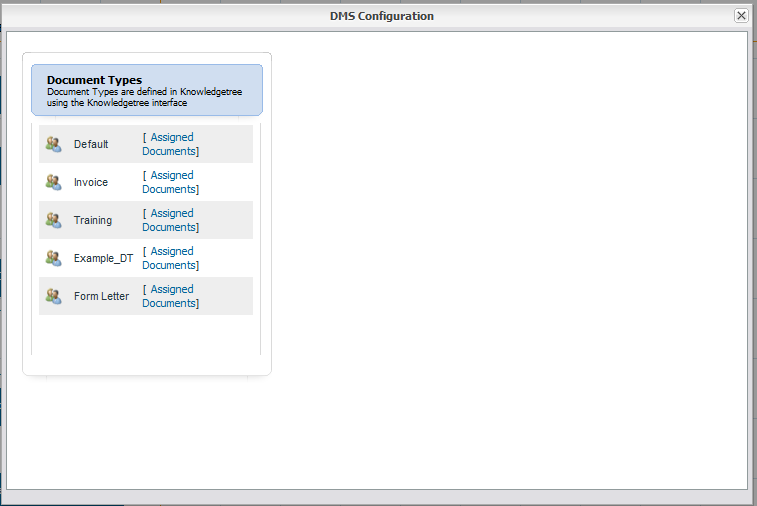 DMS Configuration
Document Types
Document Types are defined in Knowledgetree
using the Knowledgetree interface
Default
[ Assigned
Documents]
Invoice
[ Assigned
Documents]
Training
[ Assigned
Documents]
Example_DT
[ Assigned
Documents]
Form Letter
[ Assigned
Documents]